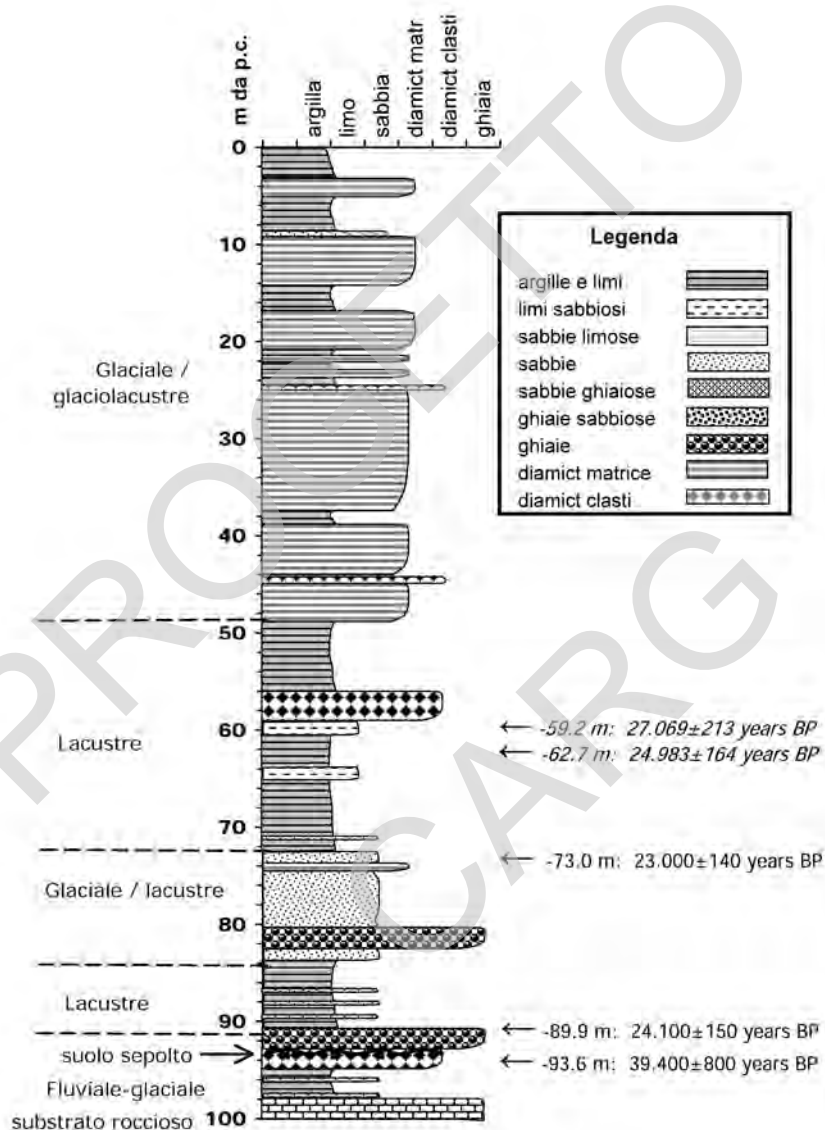 m da p.c.
argilla
limo
sabbia
diamict matr
diamict clasti
ghiaia
0
10
20
30
40
50
60
70
80
90
100
Glaciale /
glaciolacustre
Lacustre
Glaciale / lacustre
Lacustre
suolo sepolto
Fluviale-glaciale
substrato roccioso
Legenda
argille e limi
limi sabbiosi
sabbie limose
sabbie
sabbie ghiaiose
ghiaie sabbiose
ghiaie
diamict matrice
diamict clasti
-59.2 m: 27.069±213 years BP
-62.7 m: 24.983±164 years BP
-73.0 m: 23.000±140 years BP
-89.9 m: 24.100±150 years BP
-93.6 m: 39.400±800 years BP
PROGETTO
CARG